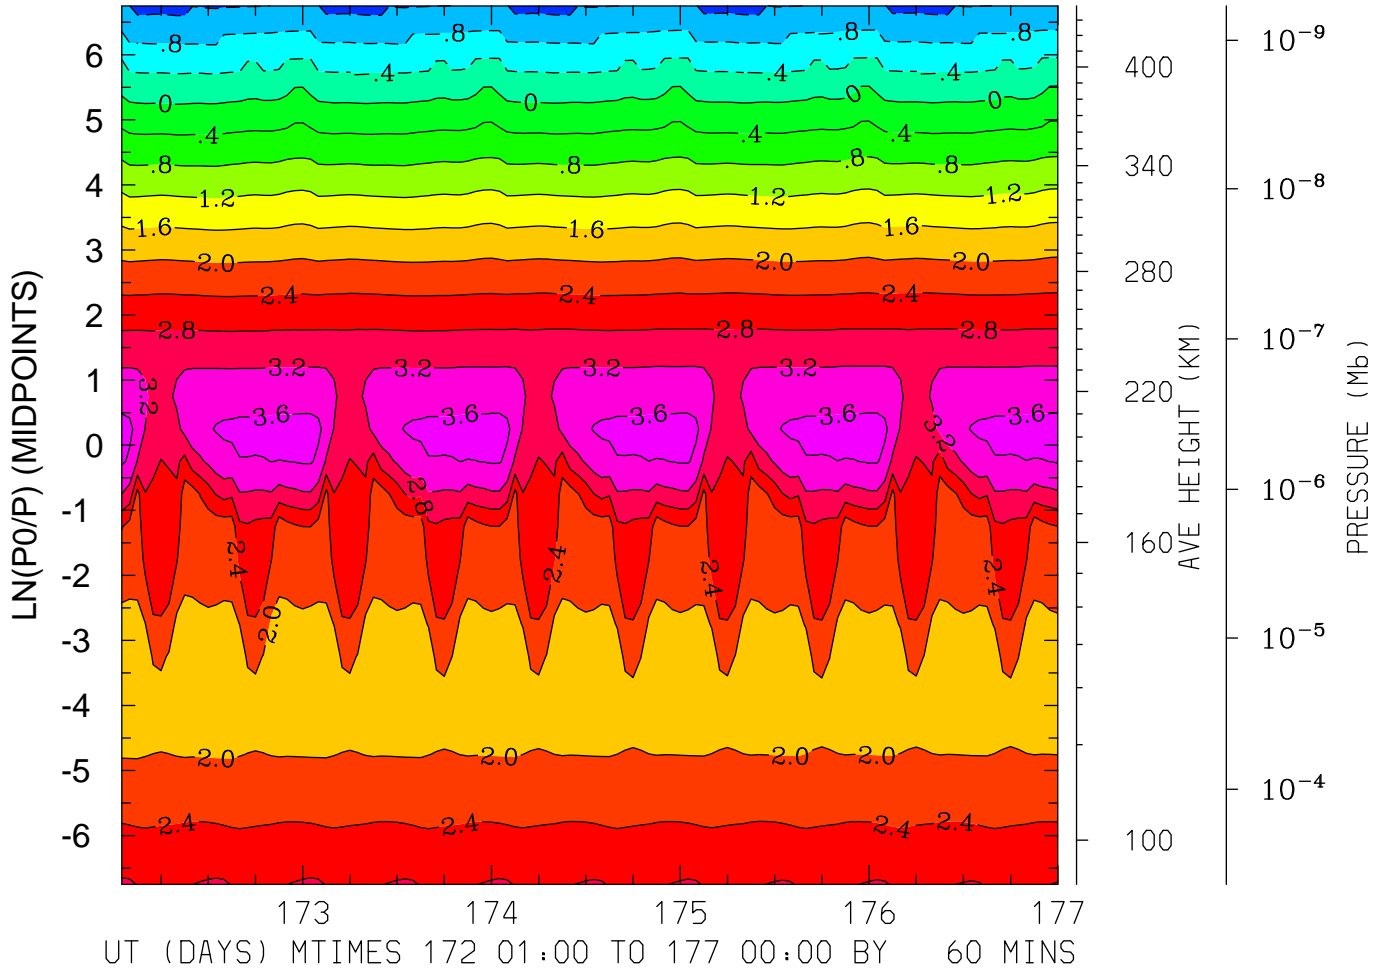 6
5
4
3
2
1
0
-1
-2
-3
-4
-5
-6
LN(P0/P) (MIDPOINTS)
.8 .8 .8 .8
.4 .4 .4
0 0 0 0
.4 .4 .4
.8 .8 .8 .8
1.2 1.2 1.2
1.6 1.6 1.6
2.0 2.0 2.0
2.4 2.4 2.4
2.8 2.8 2.8
3.2 3.2 3.2 3.2 3.2
3.6 3.6 3.6 3.6 3.6
3.2
2.8
2.4 2.4 2.4 2.4
2.0
2.0 2.0 2.0 2.0
2.4 2.4 2.4 2.4
400
340
280
220
160
100
AVE HEIGHT (KM)
10-9
10-8
10-7
10-6
10-5
10-4
PRESSURE (Mb)
173 174 175 176 177
UT (DAYS) MTIMES 172 01:00 TO 177 00:00 BY 60 MINS